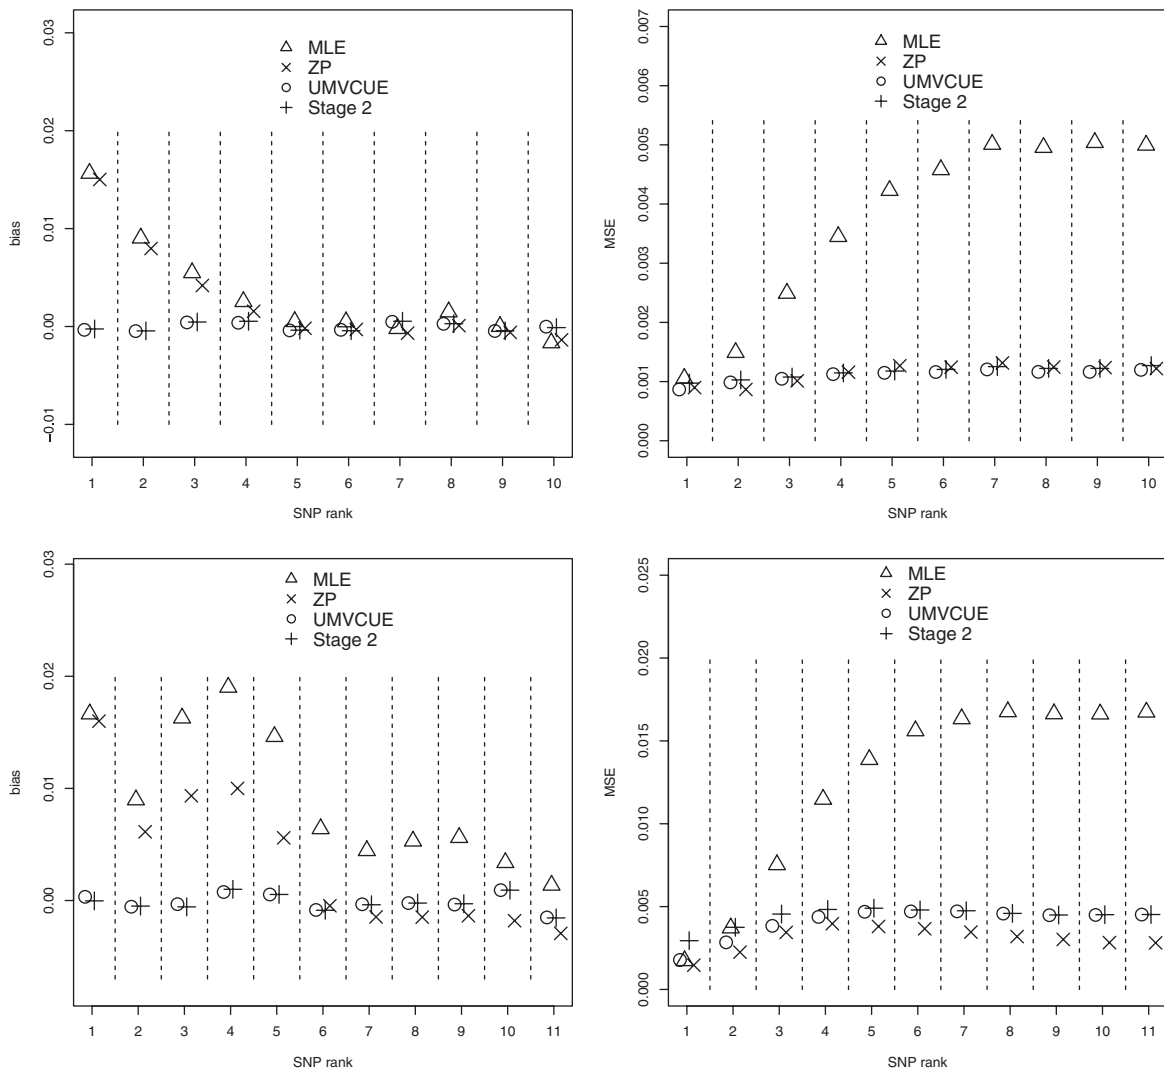 0.03
0.02
0.01
0.00
−0.01
bias
MLE
ZP
UMVCUE
Stage 2
1 2 3 4 5 6 7 8 9 10
SNP rank
0.007
0.006
0.005
0.004
0.003
0.002
0.001
0.000
MSE
MLE
ZP
UMVCUE
Stage 2
1 2 3 4 5 6 7 8 9 10
SNP rank
0.03
0.02
0.01
0.00
bias
MLE
ZP
UMVCUE
Stage 2
1 2 3 4 5 6 7 8 9 10 11
SNP rank
0.025
0.020
0.015
0.010
0.005
0.000
MSE
MLE
ZP
UMVCUE
Stage 2
1 2 3 4 5 6 7 8 9 10 11
SNP rank